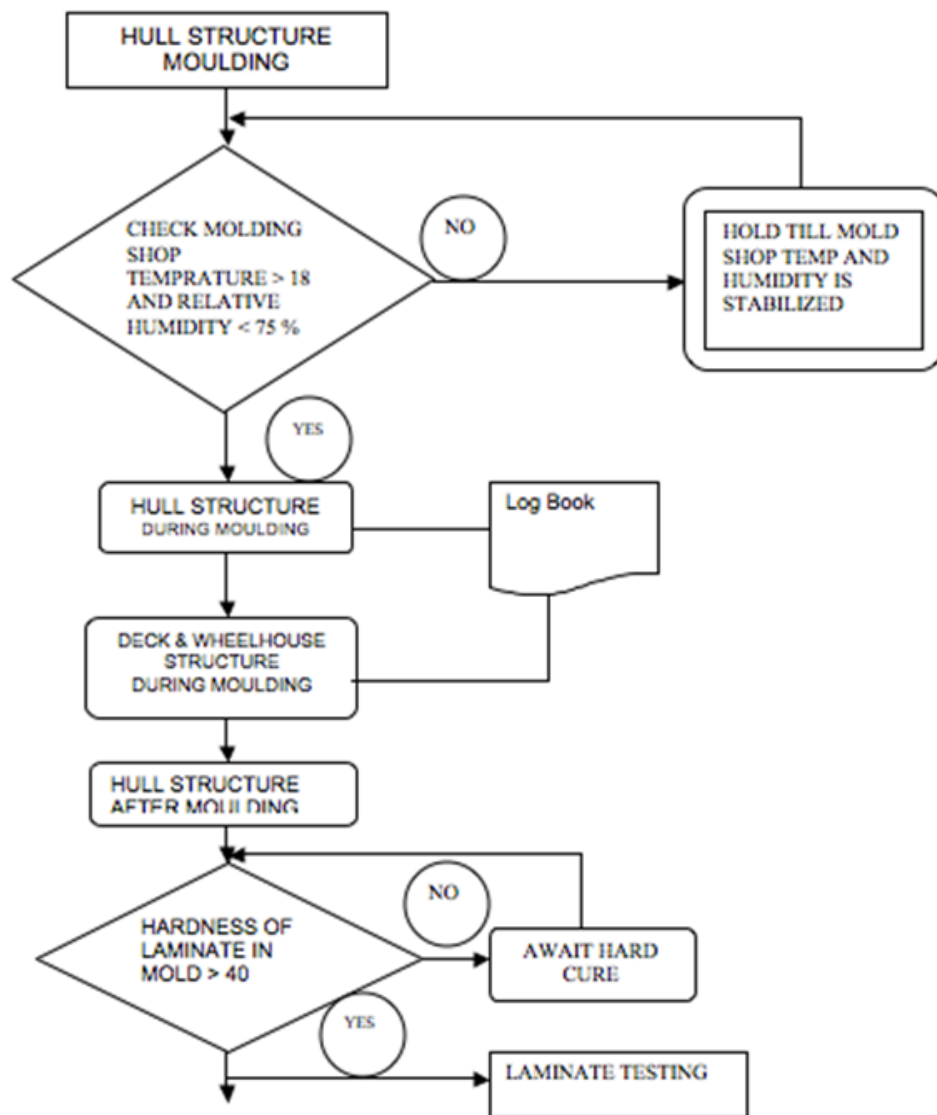 HULL STRUCTURE
MOULDING
CHECK MOLDING
SHOP
TEMPRATURE > 18
AND RELATIVE
HUMIDITY < 75 %
NO
HOLD TILL MOLD
SHOP TEMP AND
HUMIDITY IS
STABILIZED
YES
HULL STRUCTURE
DURING MOULDING
Log Book
DECK & WHEELHOUSE
STRUCTURE
DURING MOULDING
HULL STRUCTURE
AFTER MOULDING
HARDNESS OF
LAMINATE IN
MOLD > 40
NO
AWAIT HARD
CURE
YES
LAMINATE TESTING